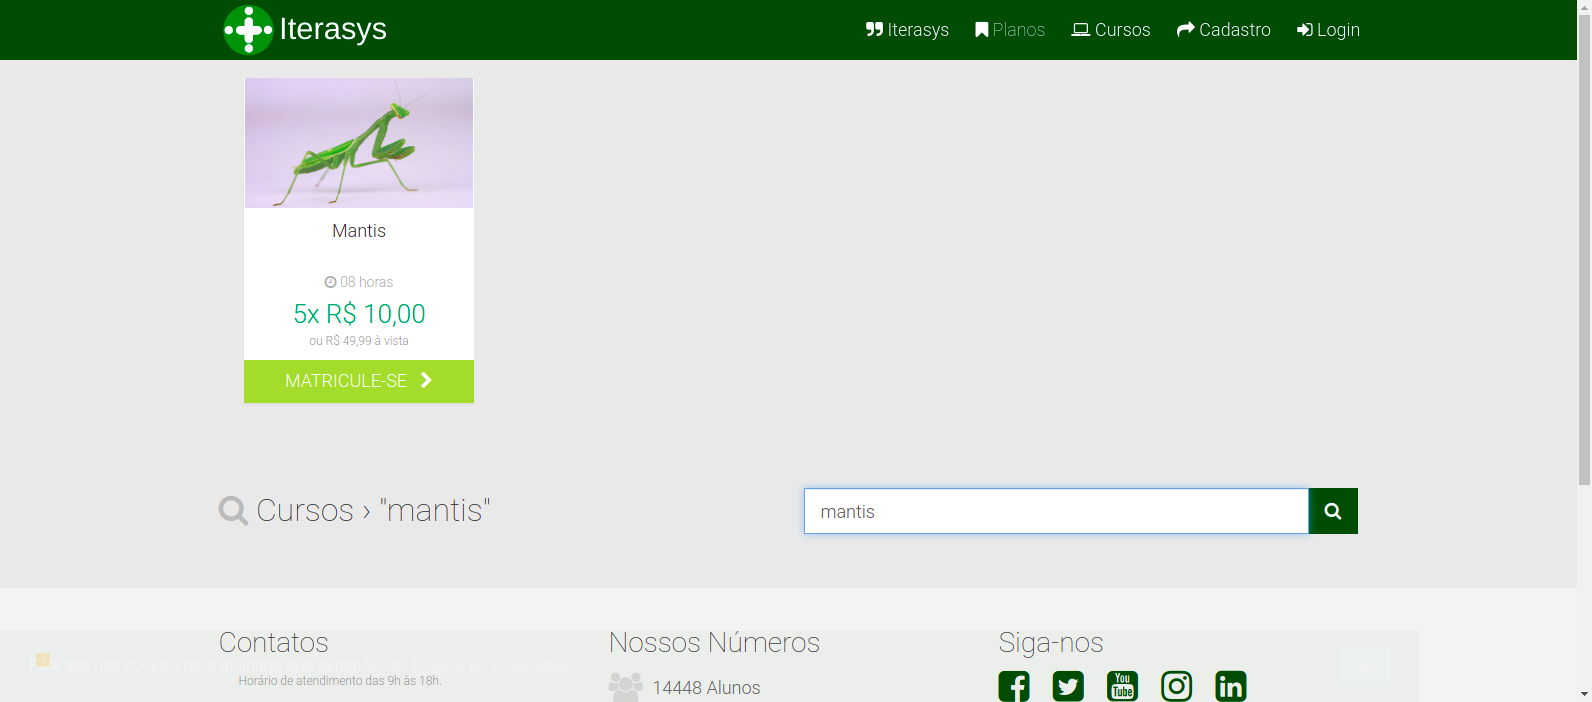 Iterasys
Iterasys Planos Cursos Cadastro Login
Mantis
08 horas
5x R$ 10,00
ou R$ 49,99 à vista
MATRICULE-SE
Cursos › "mantis"
mantis
Contatos
Nossos Números
Siga-nos
Este site usa cookies para melhorar sua experiência. Política de Privacidade
Horário de atendimento das 9h às 18h.
14448 Alunos
You
Tube